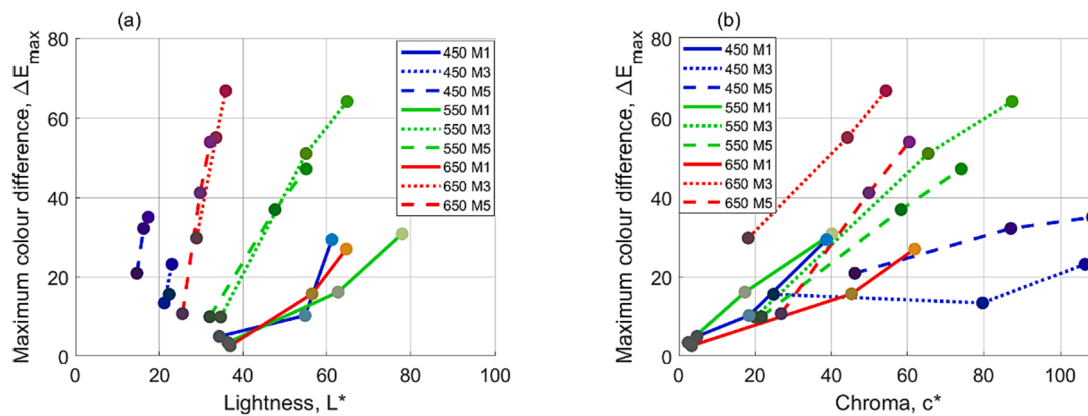 (a)
Maximum colour difference, ΔE_max
80
60
40
20
0
0 20 40 60 80 100
Lightness, L*
450 M1
450 M3
450 M5
550 M1
550 M3
550 M5
650 M1
650 M3
650 M5
(b)
Maximum colour difference, ΔE_max
80
60
40
20
0
0 20 40 60 80 100
Chroma, c*
450 M1
450 M3
450 M5
550 M1
550 M3
550 M5
650 M1
650 M3
650 M5